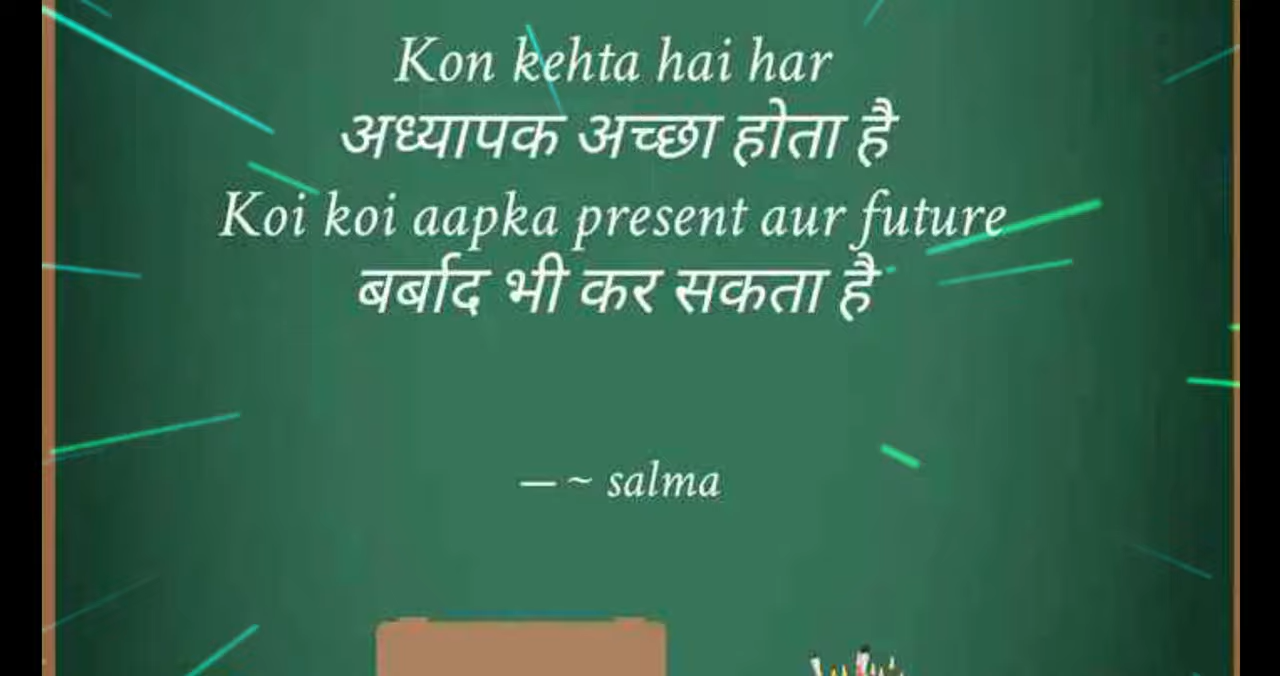 Kon kehta hai har
अध्यापक अच्छा होता है
Koi koi aapka present aur future
बर्बाद भी कर सकता है
—~ salma